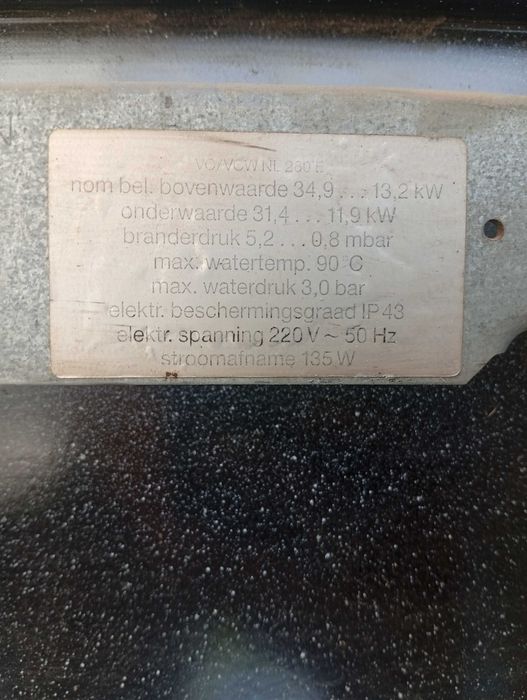 VC/VCW NL 280 E
nom bel. bovenwaarde 34,9 ... 13,2 kW
onderwaarde 31,4 ... 11,9 kW
branderdruk 5,2 ... 0,8 mbar
max. watertemp. 90°C
max. waterdruk 3,0 bar
elektr. beschermingsgraad IP 43
elektr. spanning 220 V ~ 50 Hz
stroomafname 135 W